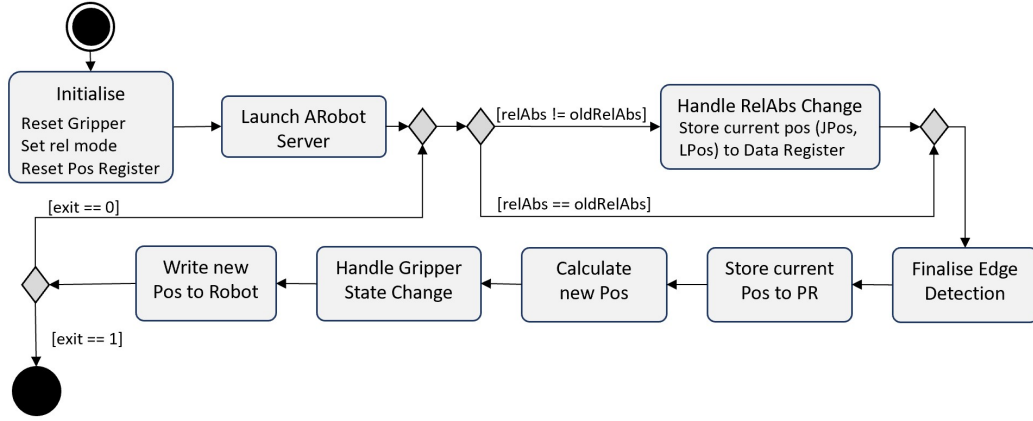 Initialise
Reset Gripper
Set rel mode
Reset Pos Register
Launch ARobot
Server
[relAbs != oldRelAbs]
Handle RelAbs Change
Store current pos (JPos,
LPos) to Data Register
[relAbs == oldRelAbs]
[exit == 0]
Finalise Edge
Detection
Store current
Pos to PR
Calculate
new Pos
Handle Gripper
State Change
Write new
Pos to Robot
[exit == 1]